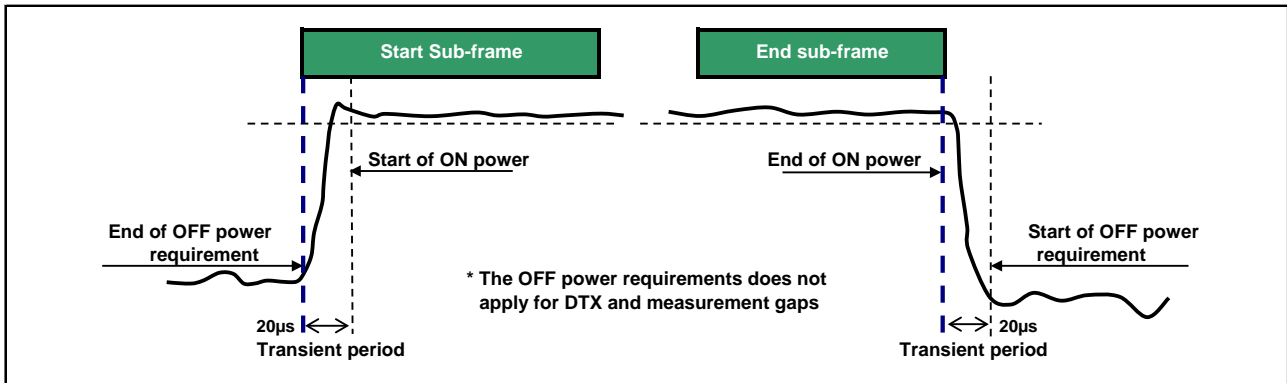 Start Sub-frame
End sub-frame
Start of ON power
End of ON power
End of OFF power
requirement
Start of OFF power
requirement
* The OFF power requirements does not
apply for DTX and measurement gaps
20µs
20µs
Transient period
Transient period